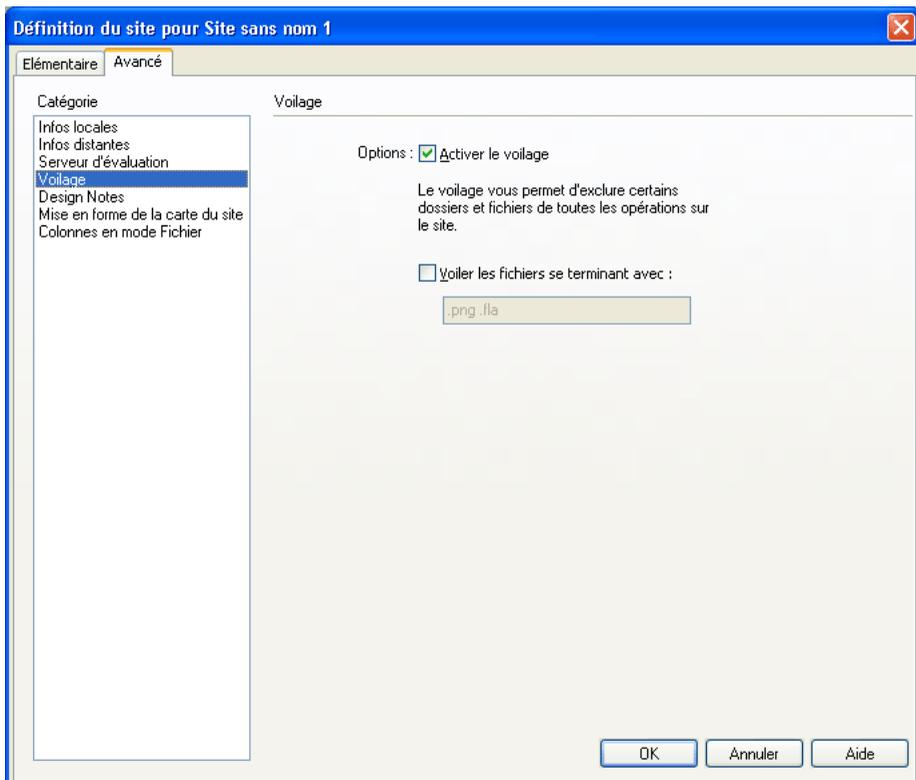 Définition du site pour Site sans nom 1
Elémentaire
Avancé
Catégorie
Infos locales
Infos distantes
Serveur d'évaluation
Voilage
Design Notes
Mise en forme de la carte du site
Colonnes en mode Fichier
Voilage
Options : Activer le voilage
Le voilage vous permet d'exclure certains
dossiers et fichiers de toutes les opérations sur
le site.
Voiler les fichiers se terminant avec :
.png .fla
OK
Annuler
Aide